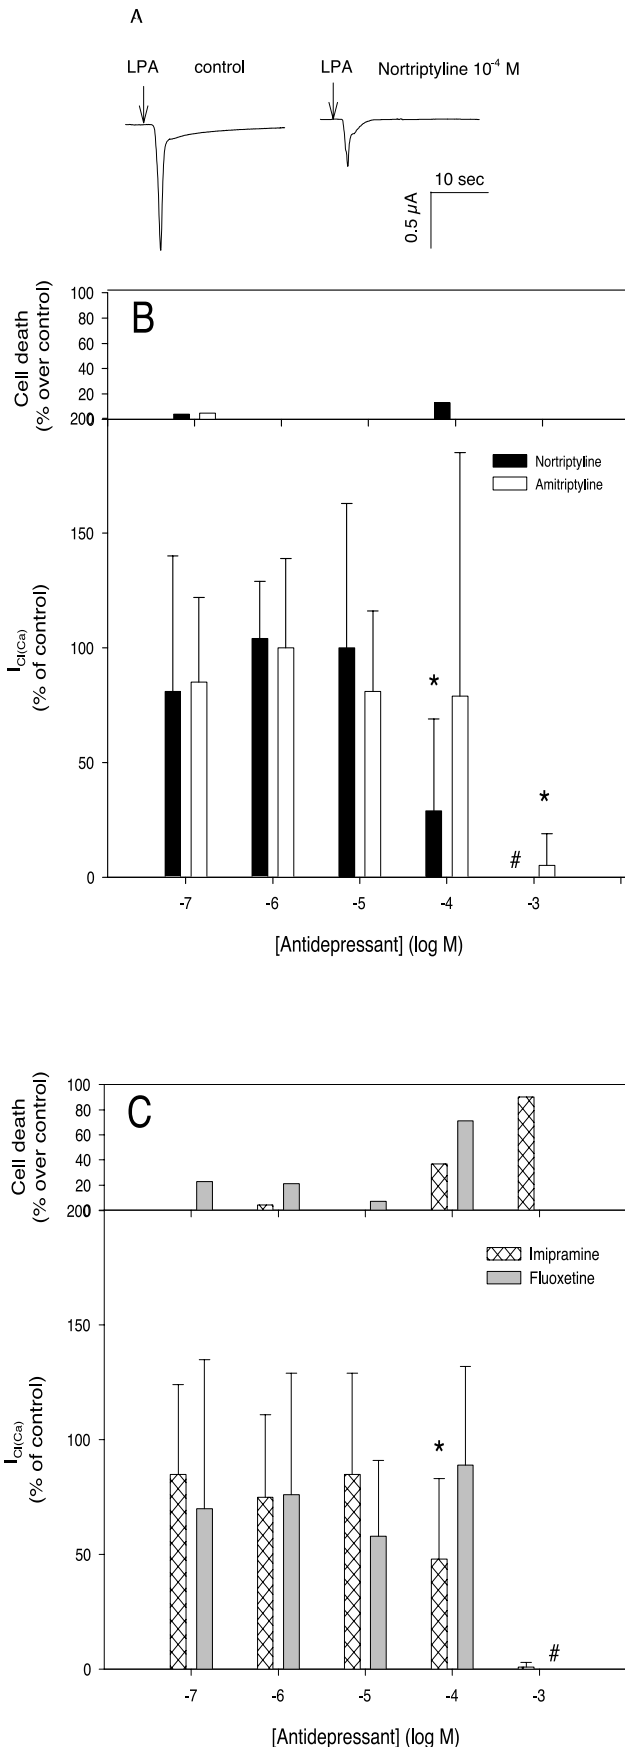 A
LPA control LPA Nortriptyline 10⁻⁴ M
10 sec
0.5 µA
B
Cell death
(% over control)
100
80
60
40
20
0
200
Nortriptyline
Amitriptyline
150
100
50
0
I Cl(Ca)
(% of control)
*
*
#
-7 -6 -5 -4 -3
[Antidepressant] (log M)
C
Cell death
(% over control)
100
80
60
40
20
0
200
Imipramine
Fluoxetine
150
100
50
0
I Cl(Ca)
(% of control)
*
#
-7 -6 -5 -4 -3
[Antidepressant] (log M)